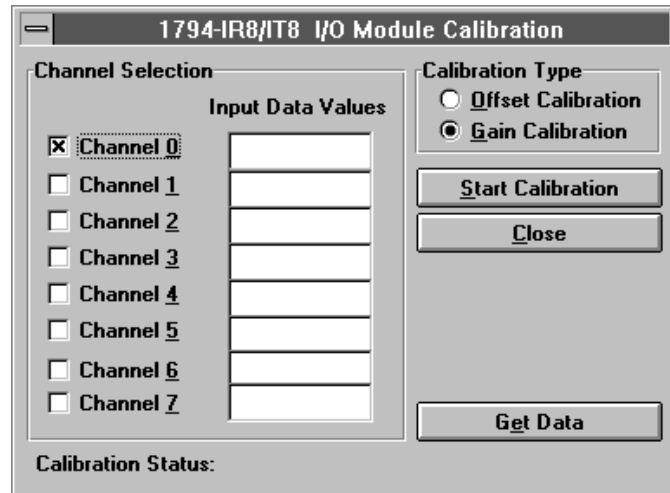 1794-IR8/IT8 I/O Module Calibration
Channel Selection
Input Data Values
Channel 0
Channel 1
Channel 2
Channel 3
Channel 4
Channel 5
Channel 6
Channel 7
Calibration Type
Offset Calibration
Gain Calibration
Start Calibration
Close
Get Data
Calibration Status: